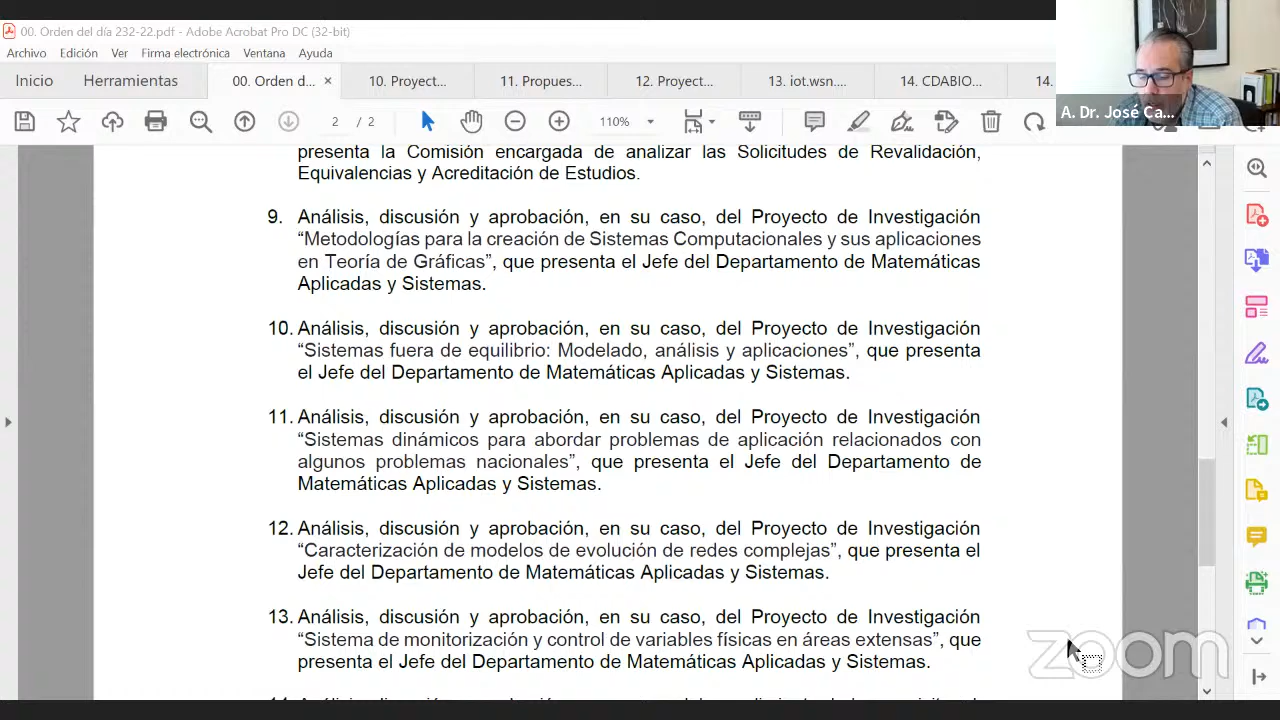 00. Orden del día 232-22.pdf - Adobe Acrobat Pro DC (32-bit)
Archivo Edición Ver Firma electrónica Ventana Ayuda
Inicio Herramientas 00. Orden d... × 10. Proyect... 11. Propues... 12. Proyect... 13. iot.wsn.... 14. CDABIO... 14.
2 / 2 110%
A. Dr. José Ca...
presenta la Comisión encargada de analizar las Solicitudes de Revalidación,
Equivalencias y Acreditación de Estudios.
9. Análisis, discusión y aprobación, en su caso, del Proyecto de Investigación
“Metodologías para la creación de Sistemas Computacionales y sus aplicaciones
en Teoría de Gráficas”, que presenta el Jefe del Departamento de Matemáticas
Aplicadas y Sistemas.
10. Análisis, discusión y aprobación, en su caso, del Proyecto de Investigación
“Sistemas fuera de equilibrio: Modelado, análisis y aplicaciones”, que presenta
el Jefe del Departamento de Matemáticas Aplicadas y Sistemas.
11. Análisis, discusión y aprobación, en su caso, del Proyecto de Investigación
“Sistemas dinámicos para abordar problemas de aplicación relacionados con
algunos problemas nacionales”, que presenta el Jefe del Departamento de
Matemáticas Aplicadas y Sistemas.
12. Análisis, discusión y aprobación, en su caso, del Proyecto de Investigación
“Caracterización de modelos de evolución de redes complejas”, que presenta el
Jefe del Departamento de Matemáticas Aplicadas y Sistemas.
13. Análisis, discusión y aprobación, en su caso, del Proyecto de Investigación
“Sistema de monitorización y control de variables físicas en áreas extensas”, que
presenta el Jefe del Departamento de Matemáticas Aplicadas y Sistemas.
zoom